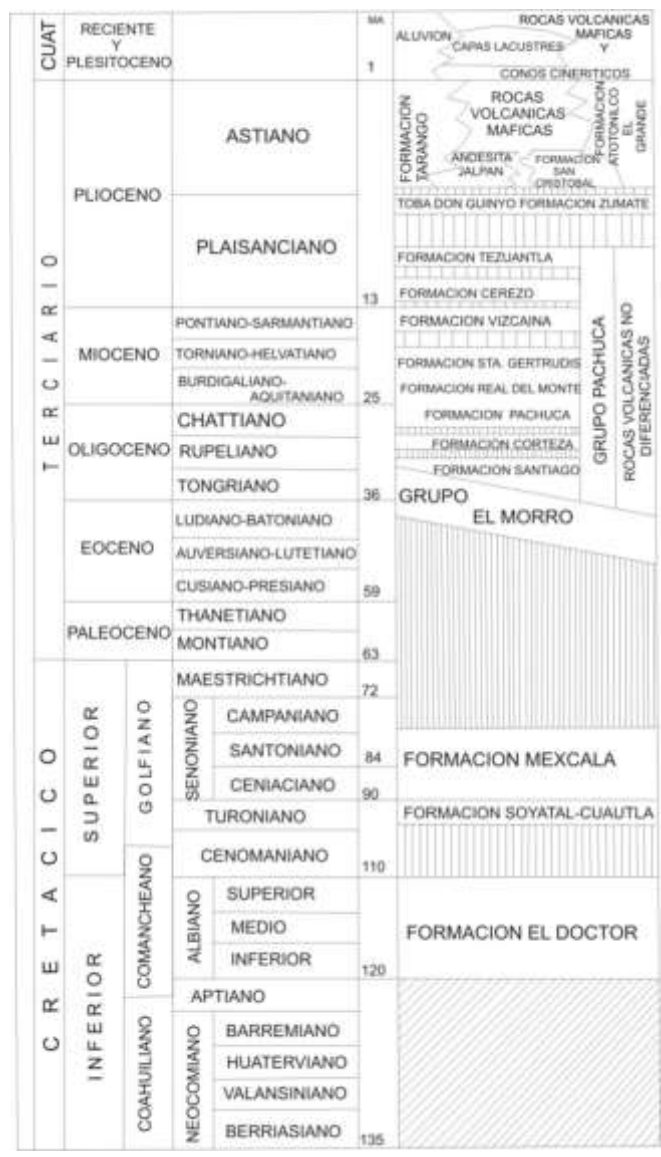 CUAT
RECIENTE
Y
PLESITOCENO
MA
1
ALUVION
CAPAS LACUSTRES
ROCAS VOLCANICAS
MAFICAS
Y
CONOS CINERITICOS
TERCIARIO
PLIOCENO
ASTIANO
PLAISANCIANO
13
FORMACION
TARANGO
ROCAS
VOLCANICAS
MAFICAS
ANDESITA
JALPAN
FORMACION
SAN
CRISTOBAL
FORMACION
ATOTONILCO
EL
GRANDE
TOBA DON GUINYO FORMACION ZUMATE
FORMACION TEZUANTLA
FORMACION CEREZO
MIOCENO
PONTIANO-SARMANTIANO
TORNIANO-HELVATIANO
BURDIGALIANO-
AQUITANIANO
25
FORMACION VIZCAINA
FORMACION STA. GERTRUDIS
FORMACION REAL DEL MONTE
FORMACION PACHUCA
FORMACION CORTEZA
FORMACION SANTIAGO
GRUPO PACHUCA
ROCAS VOLCANICAS NO
DIFERENCIADAS
OLIGOCENO
CHATTIANO
RUPELIANO
TONGRIANO
36
GRUPO
EL MORRO
EOCENO
LUDIANO-BATONIANO
AUVERSIANO-LUTETIANO
CUSIANO-PRESIANO
59
PALEOCENO
THANETIANO
MONTIANO
63
CRETACICO
SUPERIOR
GOLFIANO
MAESTRICHTIANO
72
SENONIANO
CAMPANIANO
SANTONIANO
84
CENIACIANO
90
FORMACION MEXCALA
TURONIANO
FORMACION SOYATAL-CUAUTLA
CENOMANIANO
110
INFERIOR
COMANCHEANO
ALBIANO
SUPERIOR
MEDIO
INFERIOR
120
FORMACION EL DOCTOR
COAHUILIANO
APTIANO
NEOCOMIANO
BARREMIANO
HUATERVIANO
VALANSINIANO
BERRIASIANO
135